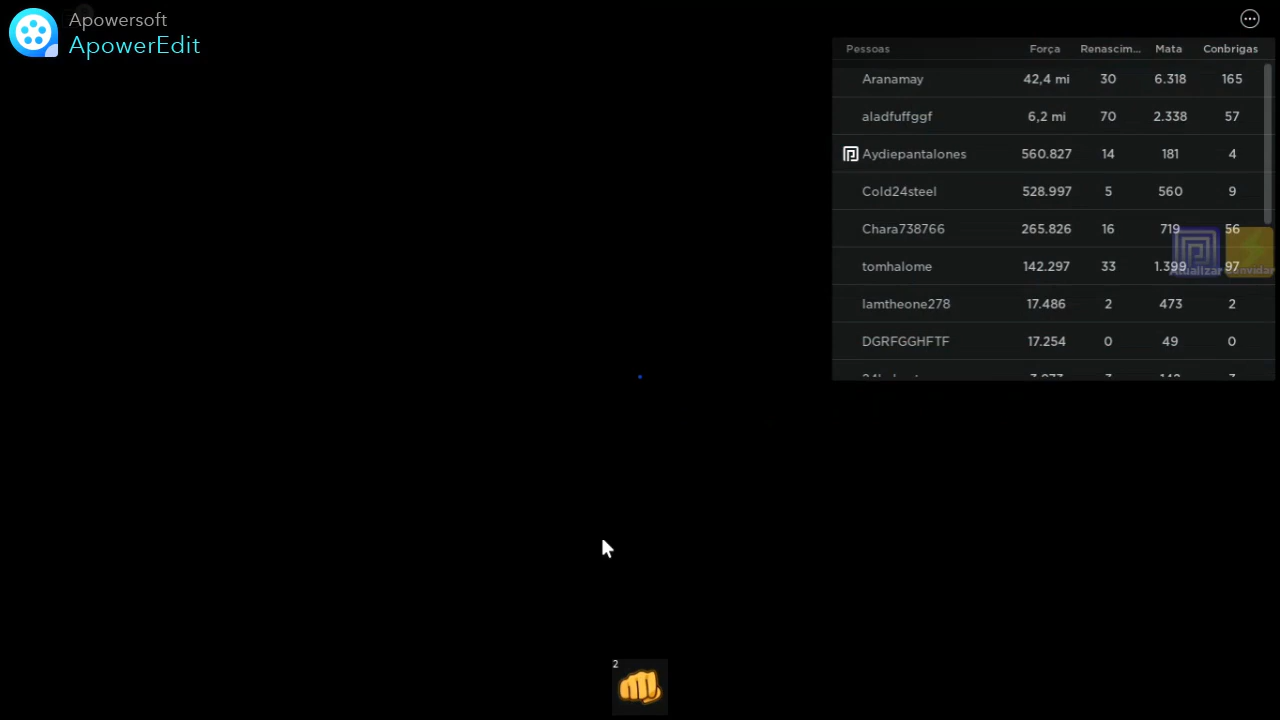 Apowersoft
ApowerEdit
Pessoas Força Renascim... Mata Conbrigas
Aranamay 42,4 mi 30 6.318 165
aladfuffggf 6,2 mi 70 2.338 57
Aydiepantalones 560.827 14 181 4
Cold24steel 528.997 5 560 9
Chara738766 265.826 16 719 56
tomhalome 142.297 33 1.399 97
Atualizar
Iamtheone278 17.486 2 473 2
DGRFGGHFTF 17.254 0 49 0
2